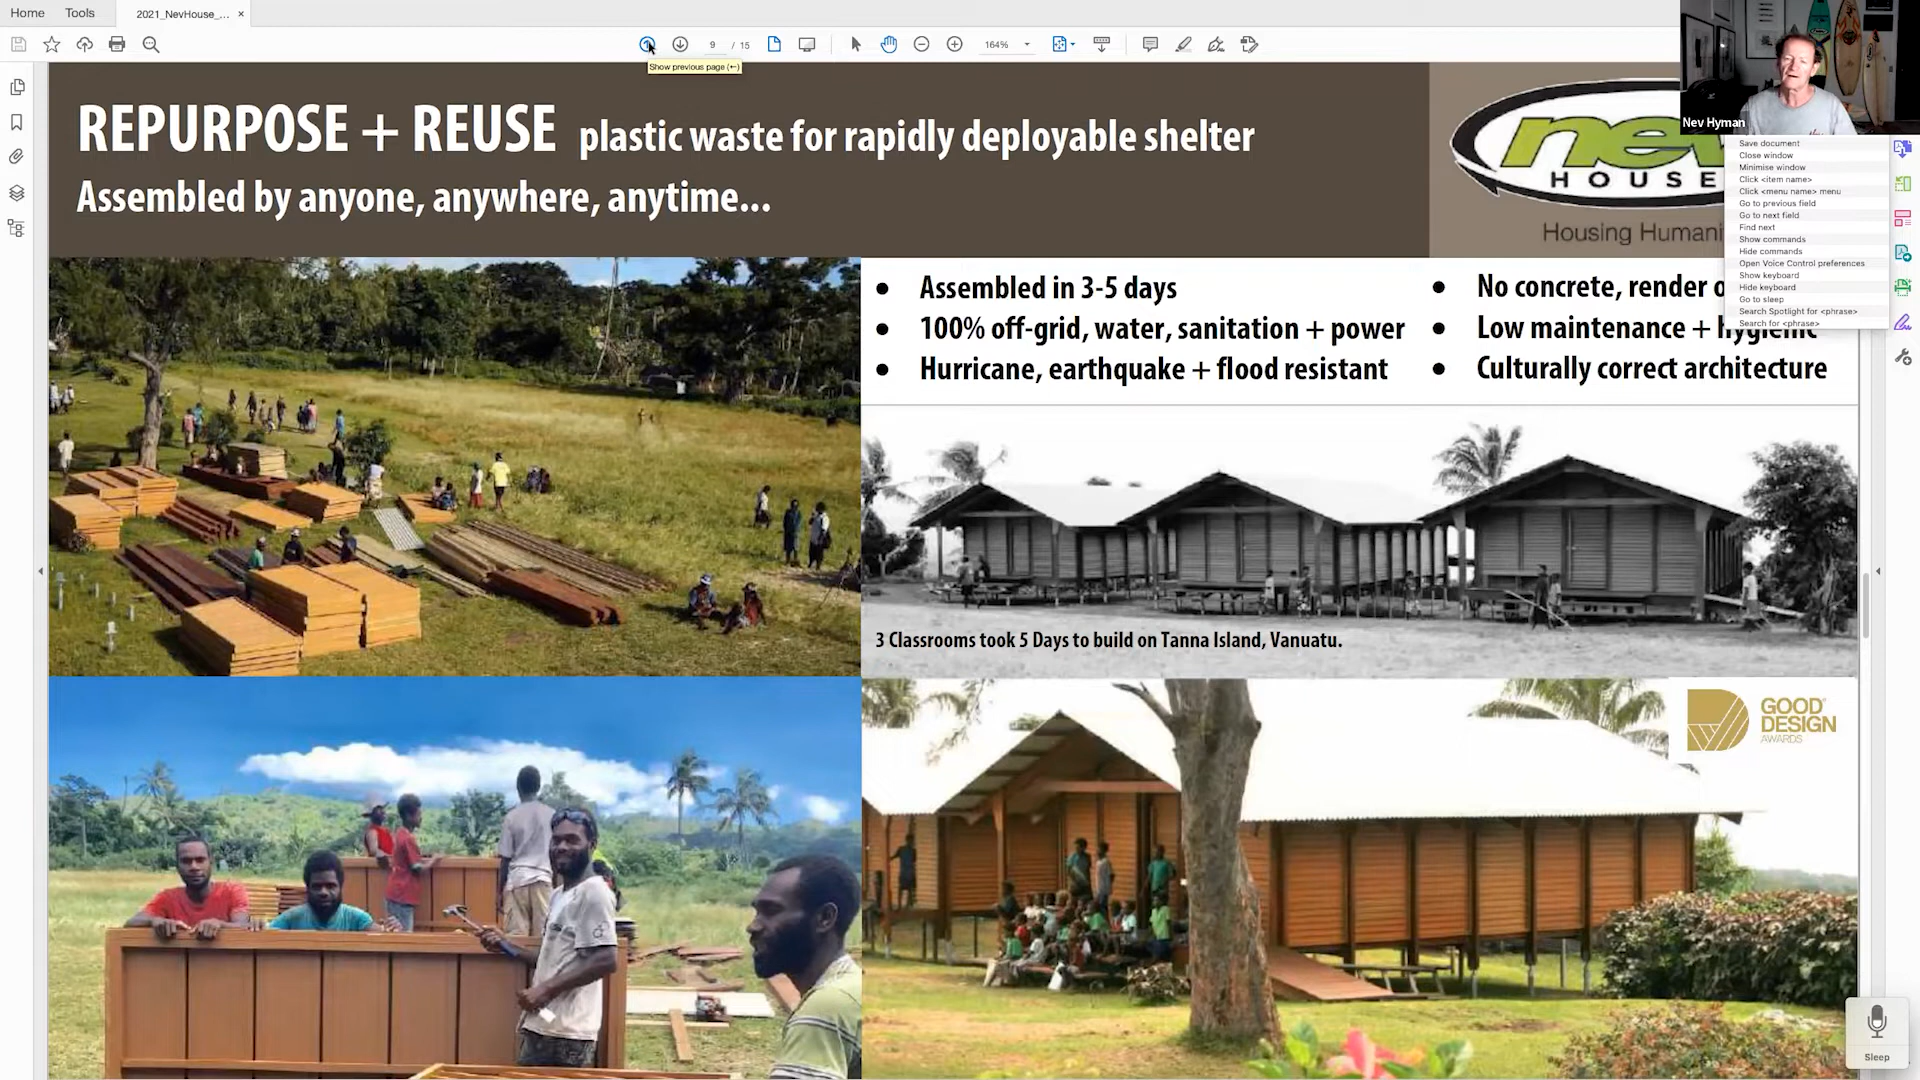 Home
Tools
2021_NevHouse_...
9 / 15
164%
Show previous page (←)
REPURPOSE + REUSE plastic waste for rapidly deployable shelter
Assembled by anyone, anywhere, anytime...
HOUSE
Housing Humani
Nev Hyman
Save document
Close window
Minimise window
Click <item name>
Click <menu name> menu
Go to previous field
Go to next field
Find next
Show commands
Hide commands
Open Voice Control preferences
Show keyboard
Hide keyboard
Go to sleep
Search Spotlight for <phrase>
Search for <phrase>
• Assembled in 3-5 days
• 100% off-grid, water, sanitation + power
• Hurricane, earthquake + flood resistant
• No concrete, render o
• Low maintenance + hygienic
• Culturally correct architecture
3 Classrooms took 5 Days to build on Tanna Island, Vanuatu.
GOOD
DESIGN
AWARDS
Sleep